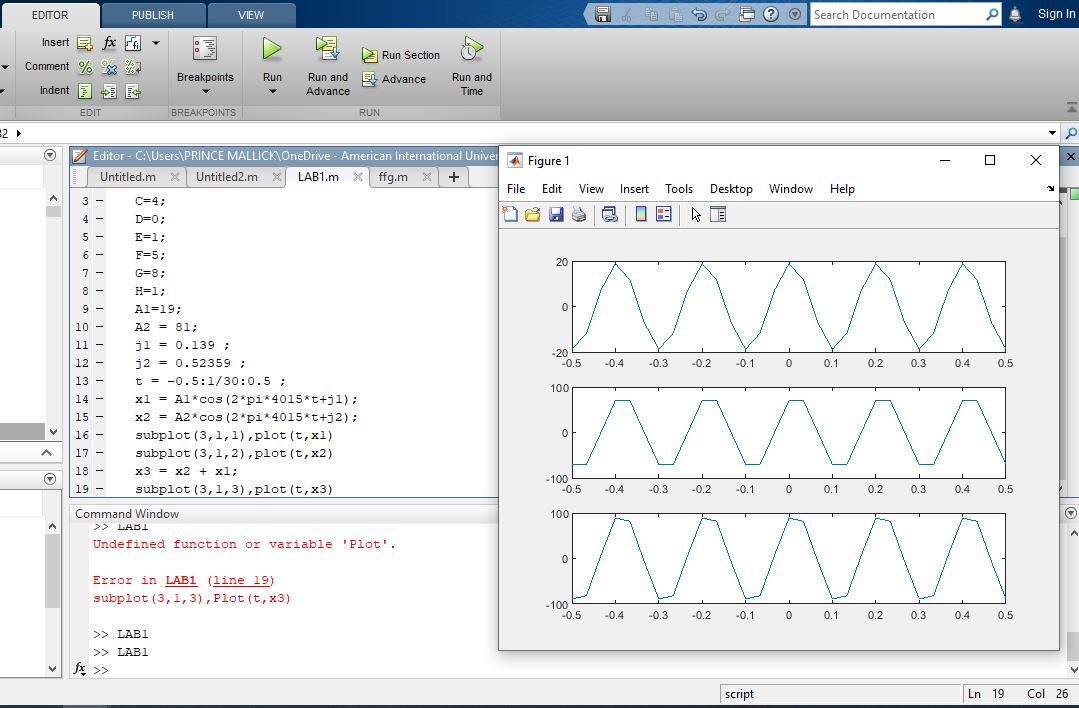 EDITOR PUBLISH VIEW Search Documentation Sign In
Insert fx
Comment
Indent
Breakpoints
Run
Run and Advance
Run Section
Advance
Run and Time
EDIT BREAKPOINTS RUN
Editor - C:\Users\PRINCE MALLICK\OneDrive - American International Univer
Untitled.m Untitled2.m LAB1.m ffg.m +
3 - C=4;
4 - D=0;
5 - E=1;
6 - F=5;
7 - G=8;
8 - H=1;
9 - A1=19;
10 - A2 = 81;
11 - j1 = 0.139 ;
12 - j2 = 0.52359 ;
13 - t = -0.5:1/30:0.5 ;
14 - x1 = A1*cos(2*pi*4015*t+j1);
15 - x2 = A2*cos(2*pi*4015*t+j2);
16 - subplot(3,1,1),plot(t,x1)
17 - subplot(3,1,2),plot(t,x2)
18 - x3 = x2 + x1;
19 - subplot(3,1,3),plot(t,x3)
Command Window
>> LAB1
Undefined function or variable 'Plot'.
Error in LAB1 (line 19)
subplot(3,1,3),Plot(t,x3)
>> LAB1
>> LAB1
fx >>
Figure 1
File Edit View Insert Tools Desktop Window Help
20
0
-20
-0.5 -0.4 -0.3 -0.2 -0.1 0 0.1 0.2 0.3 0.4 0.5
100
0
-100
-0.5 -0.4 -0.3 -0.2 -0.1 0 0.1 0.2 0.3 0.4 0.5
100
0
-100
-0.5 -0.4 -0.3 -0.2 -0.1 0 0.1 0.2 0.3 0.4 0.5
script Ln 19 Col 26